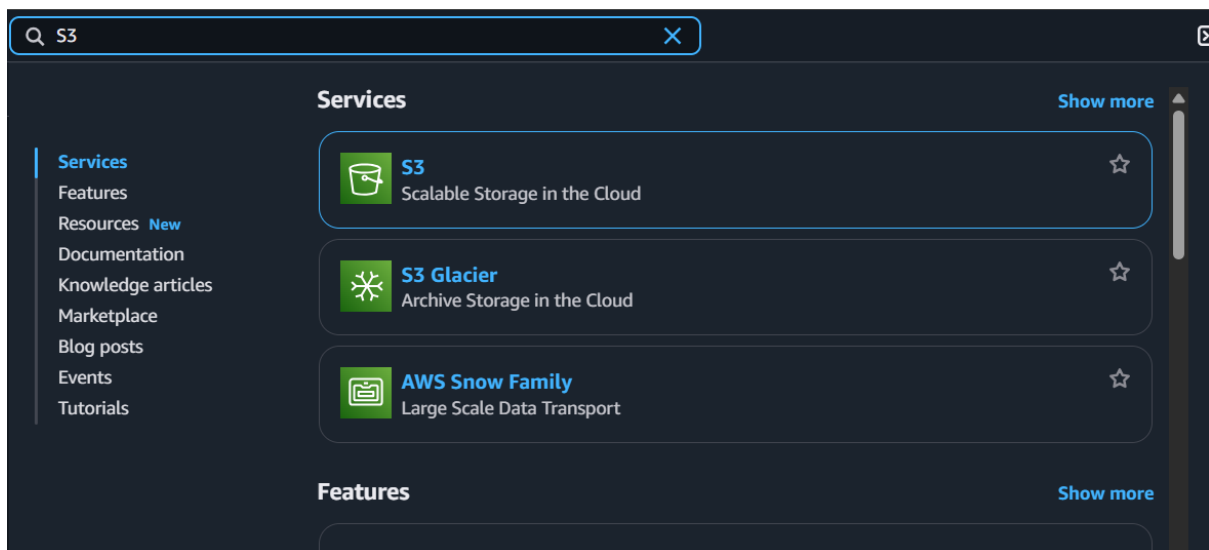 S3
Services
Show more
Services
Features
Resources New
Documentation
Knowledge articles
Marketplace
Blog posts
Events
Tutorials
S3
Scalable Storage in the Cloud
S3 Glacier
Archive Storage in the Cloud
AWS Snow Family
Large Scale Data Transport
Features
Show more